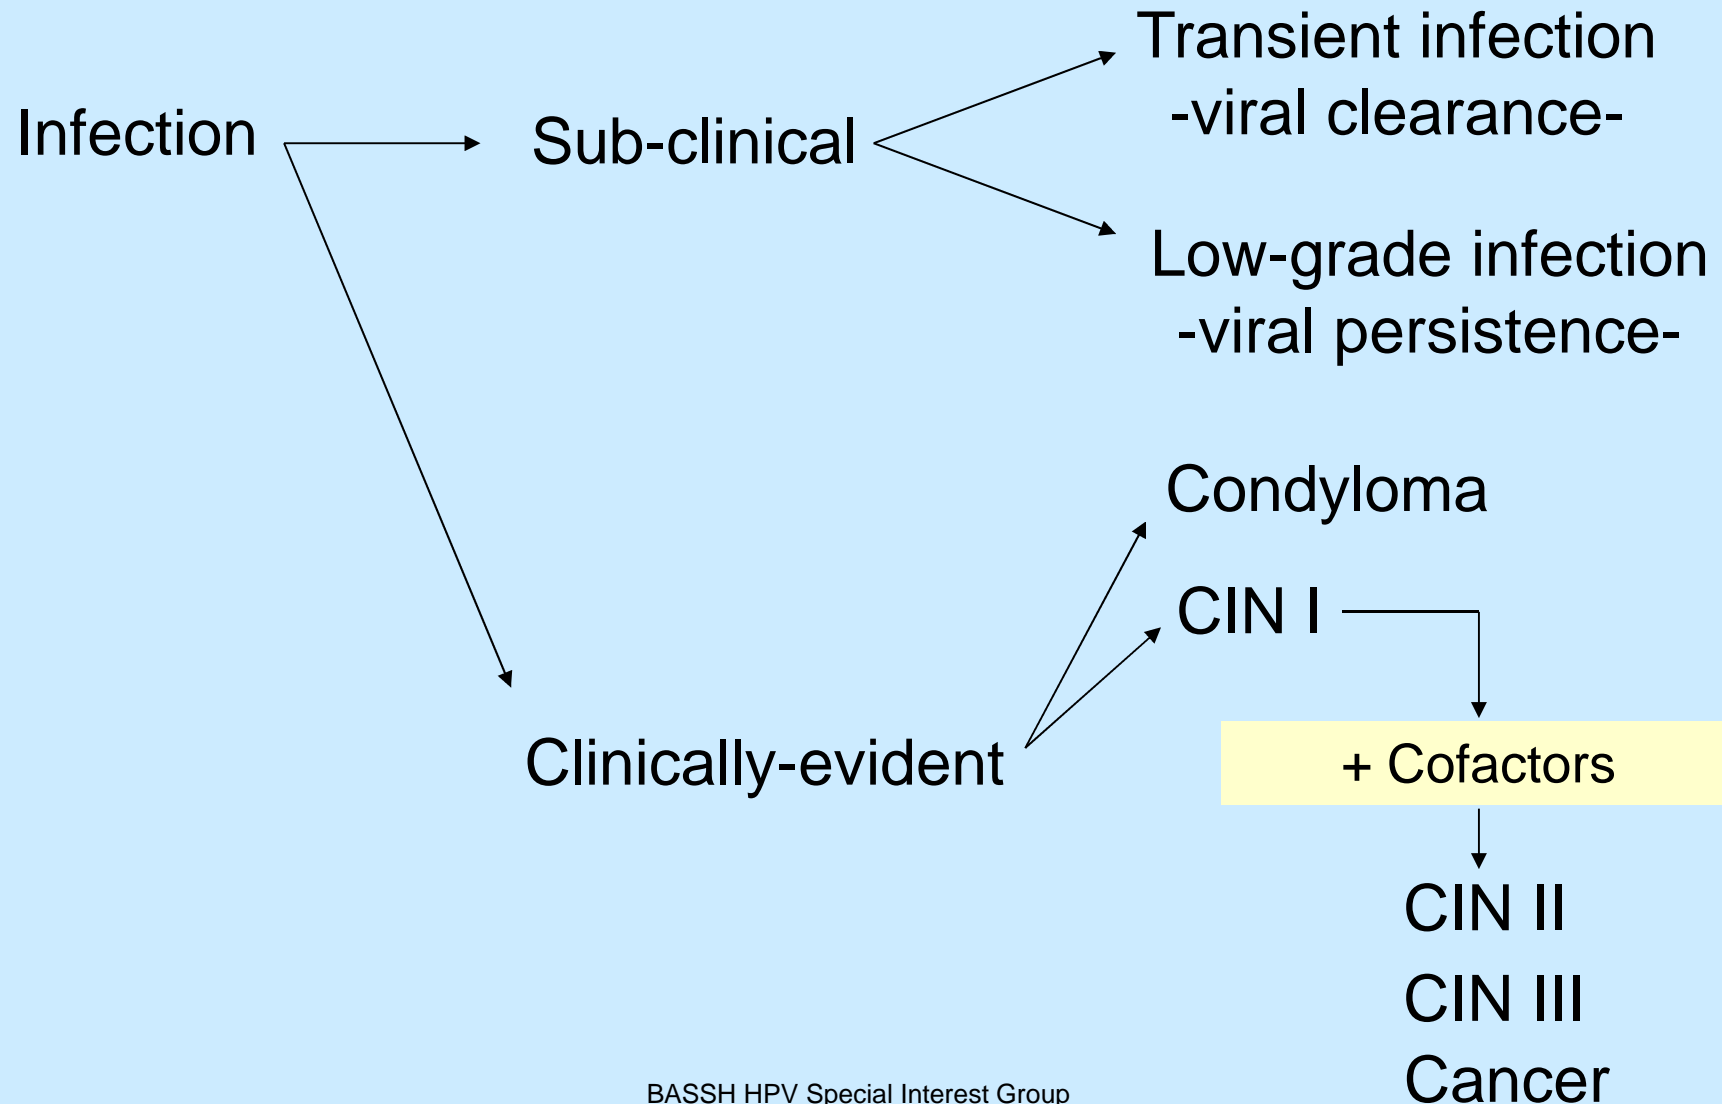 Infection
Sub-clinical
Transient infection
-viral clearance-
Low-grade infection
-viral persistence-
Clinically-evident
Condyloma
CIN I
+ Cofactors
CIN II
CIN III
Cancer
BASSH HPV Special Interest Group